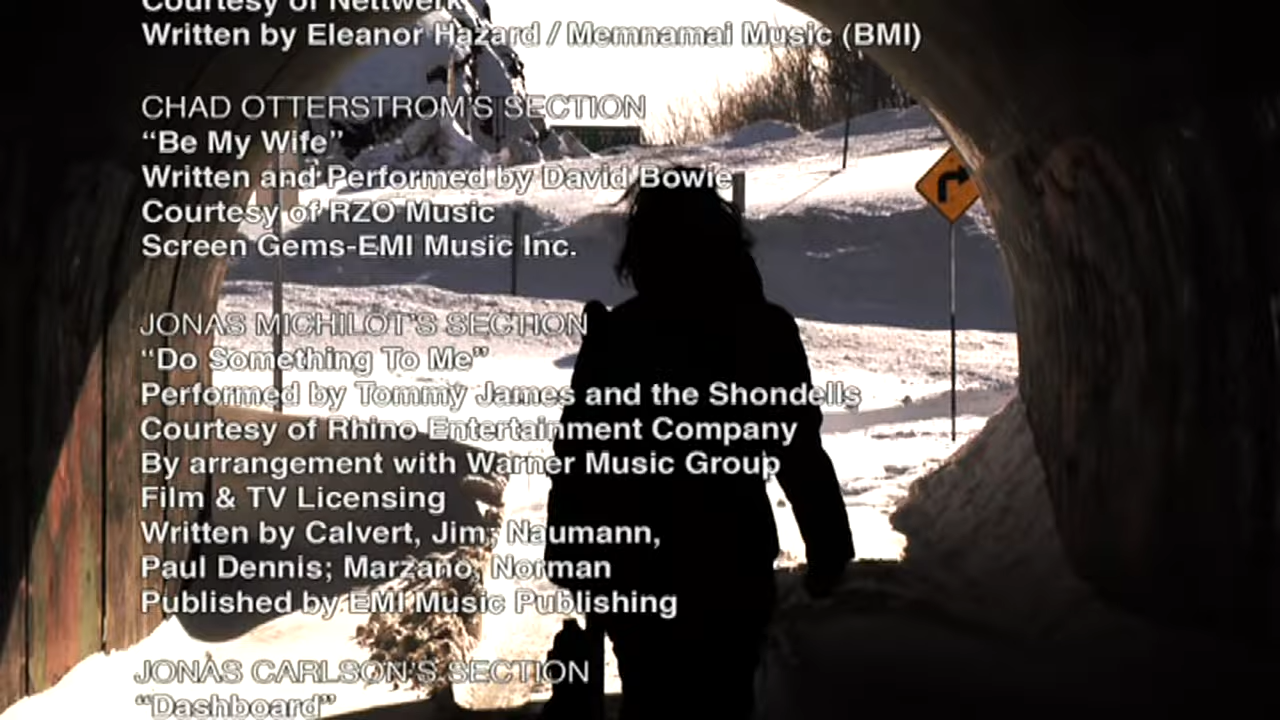 Courtesy of Nettwerk
Written by Eleanor Hazard / Memnamai Music (BMI)
CHAD OTTERSTROM'S SECTION
“Be My Wife”
Written and Performed by David Bowie
Courtesy of RZO Music
Screen Gems-EMI Music Inc.
JONAS MICHILOT'S SECTION
“Do Something To Me”
Performed by Tommy James and the Shondells
Courtesy of Rhino Entertainment Company
By arrangement with Warner Music Group
Film & TV Licensing
Written by Calvert, Jim; Naumann,
Paul Dennis; Marzano, Norman
Published by EMI Music Publishing
JONAS CARLSON'S SECTION
“Dashboard”